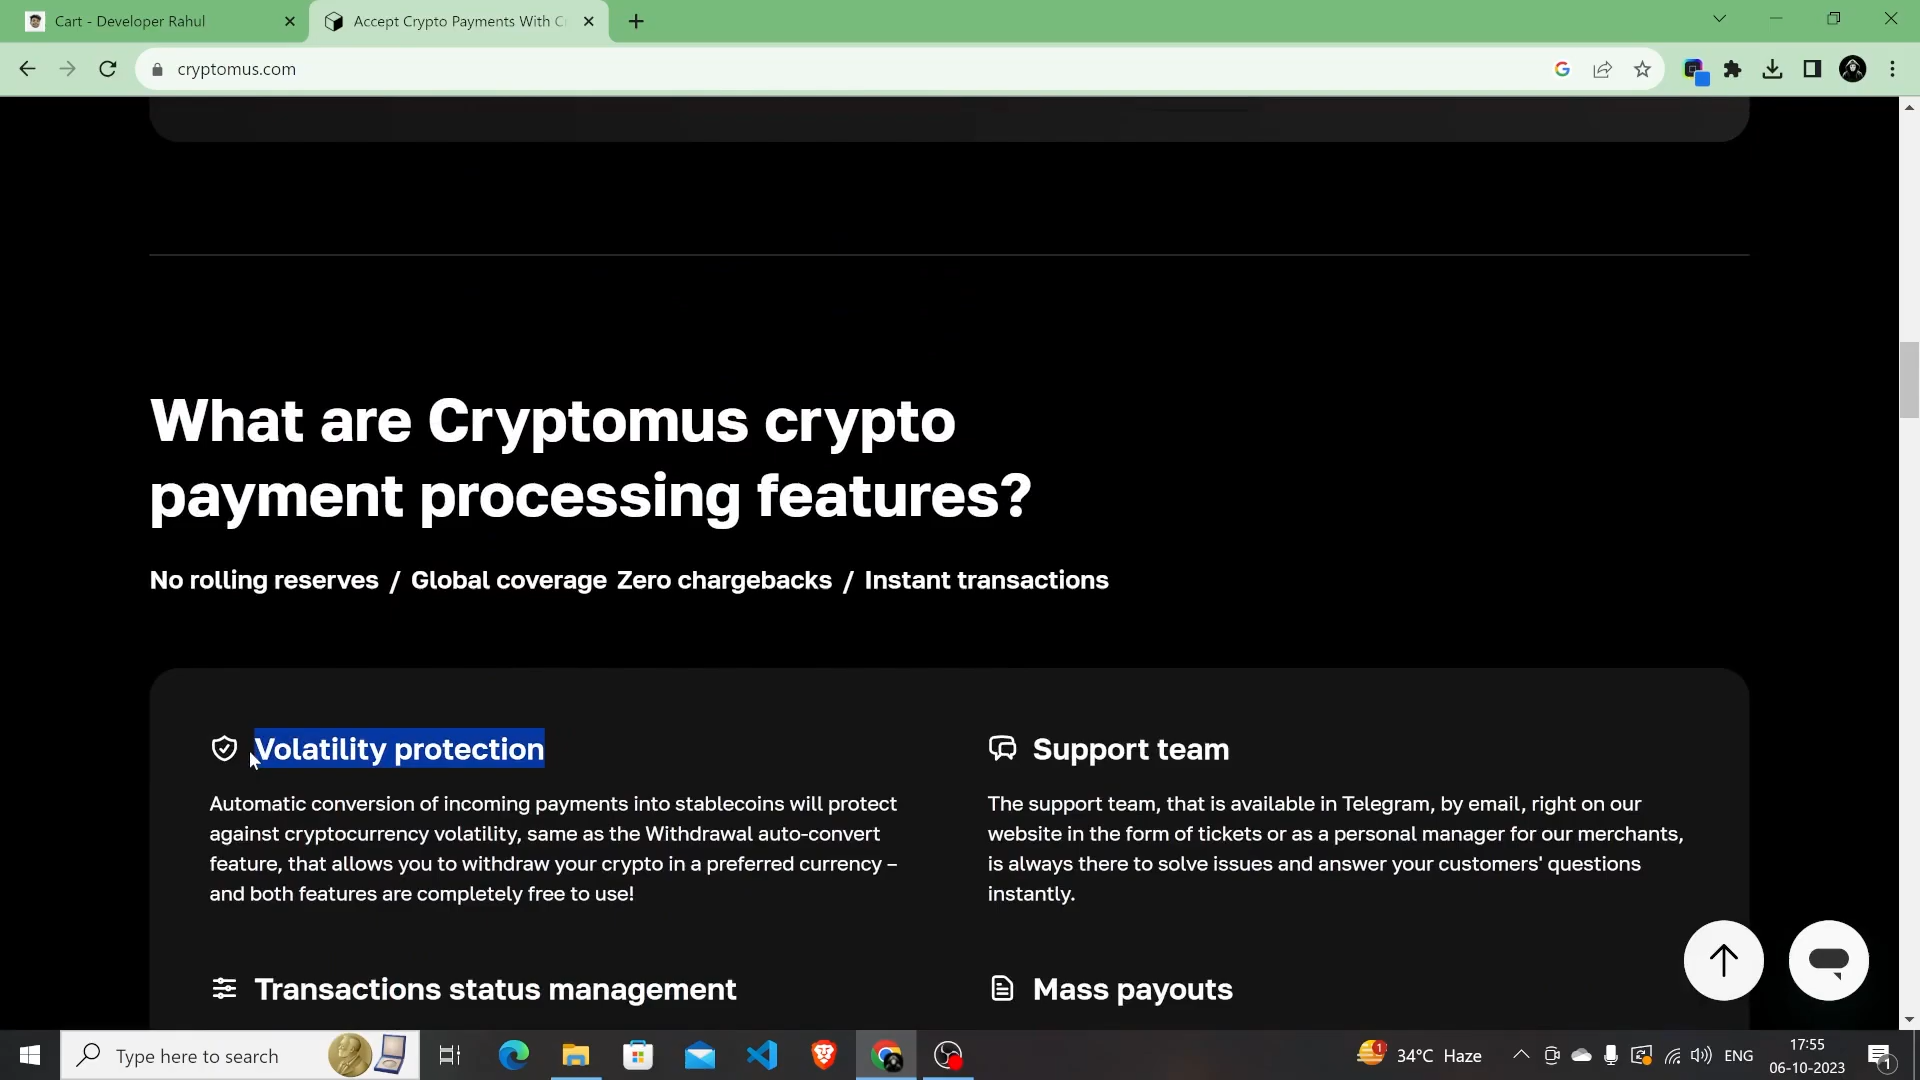 Cart - Developer Rahul
Accept Crypto Payments With C
cryptomus.com
What are Cryptomus crypto
payment processing features?
No rolling reserves / Global coverage Zero chargebacks / Instant transactions
Volatility protection
Automatic conversion of incoming payments into stablecoins will protect
against cryptocurrency volatility, same as the Withdrawal auto-convert
feature, that allows you to withdraw your crypto in a preferred currency –
and both features are completely free to use!
Support team
The support team, that is available in Telegram, by email, right on our
website in the form of tickets or as a personal manager for our merchants,
is always there to solve issues and answer your customers' questions
instantly.
Transactions status management
Mass payouts
Type here to search
1
34°C Haze
ENG
17:55
06-10-2023
1